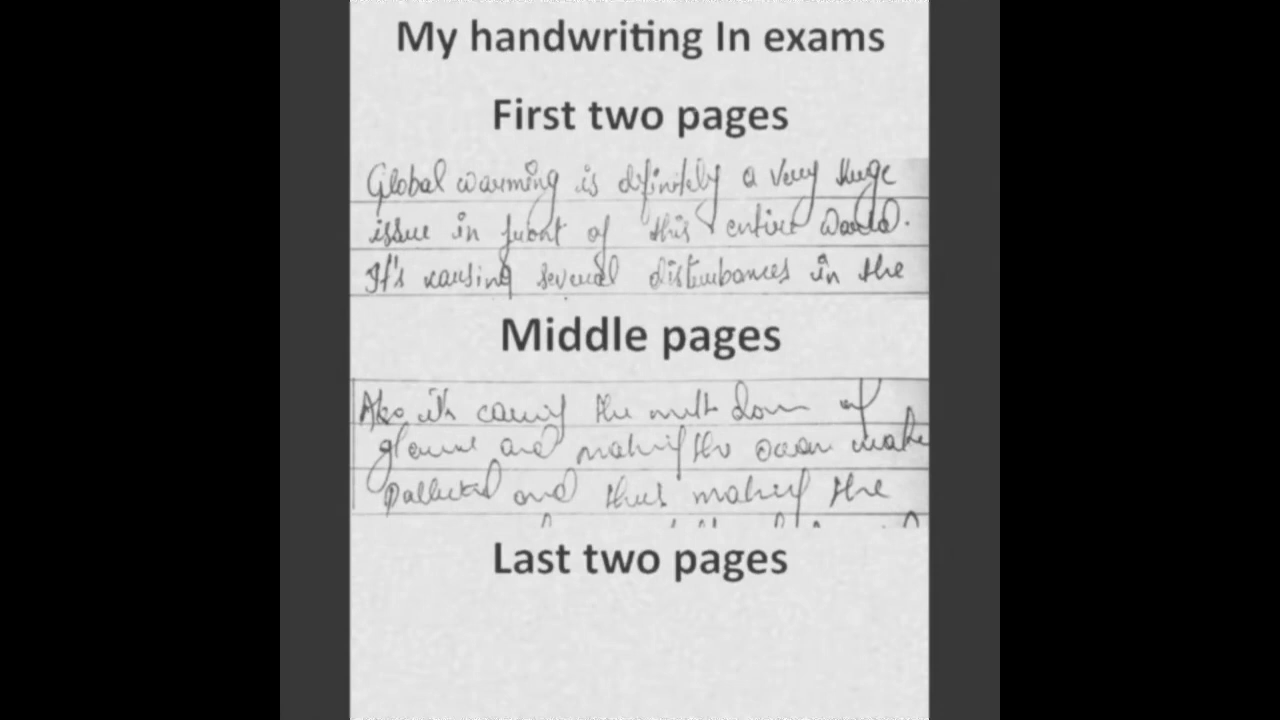 My handwriting In exams
First two pages
Global warming is definitely a very huge
issue in front of this entire world.
It's causing several disturbances in the
Middle pages
Also it's causing the melt down of
and making the ocean
Polluted and thus making the
Last two pages